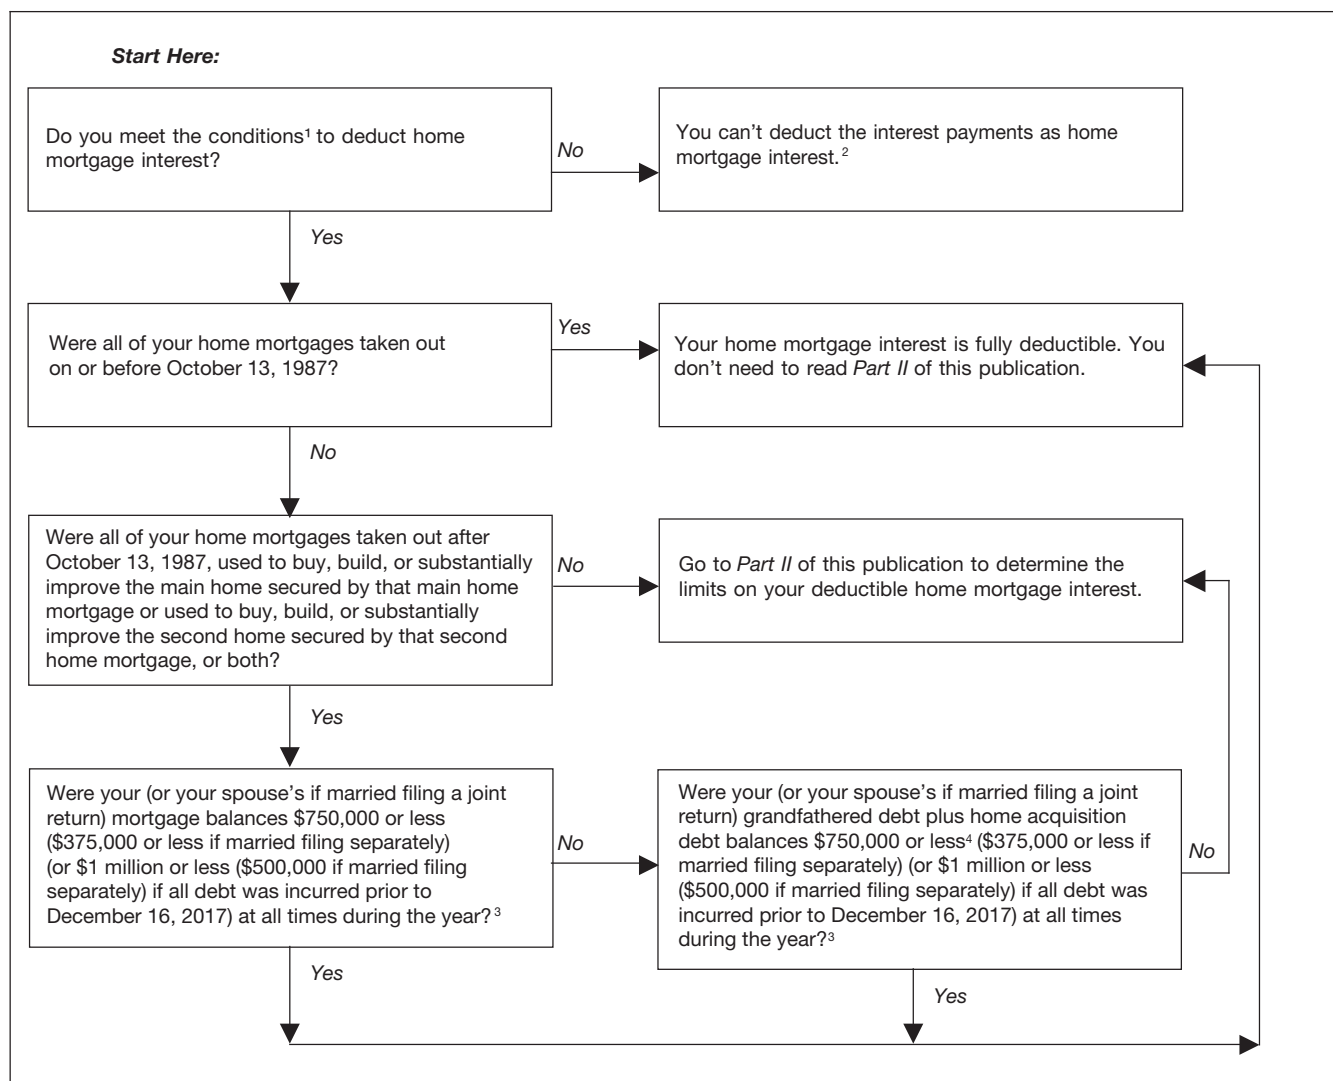 Start Here:
Do you meet the conditions¹ to deduct home
mortgage interest?
No
You can’t deduct the interest payments as home
mortgage interest.²
Yes
Were all of your home mortgages taken out
on or before October 13, 1987?
Yes
Your home mortgage interest is fully deductible. You
don’t need to read Part II of this publication.
No
Were all of your home mortgages taken out after
October 13, 1987, used to buy, build, or substantially
improve the main home secured by that main home
mortgage or used to buy, build, or substantially
improve the second home secured by that second
home mortgage, or both?
No
Go to Part II of this publication to determine the
limits on your deductible home mortgage interest.
Yes
Were your (or your spouse’s if married filing a joint
return) mortgage balances $750,000 or less
($375,000 or less if married filing separately)
(or $1 million or less ($500,000 if married filing
separately) if all debt was incurred prior to
December 16, 2017) at all times during the year?³
No
Were your (or your spouse’s if married filing a joint
return) grandfathered debt plus home acquisition
debt balances $750,000 or less⁴ ($375,000 or less if
married filing separately) (or $1 million or less
($500,000 if married filing separately) if all debt was
incurred prior to December 16, 2017) at all times
during the year?³
No
Yes
Yes